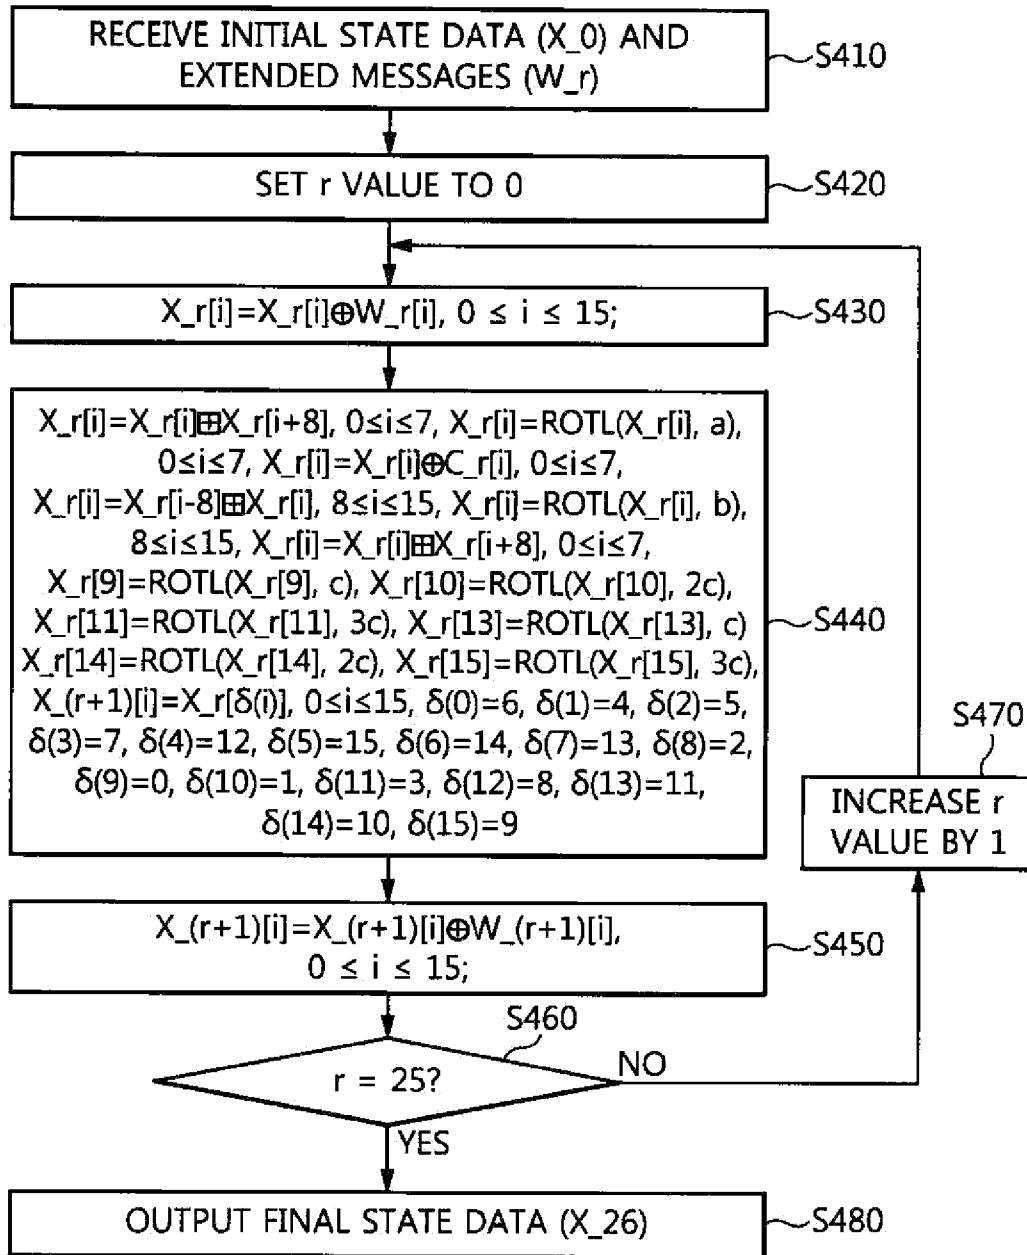 RECEIVE INITIAL STATE DATA (X_0) AND
EXTENDED MESSAGES (W_r)
S410
SET r VALUE TO 0
S420
X_r[i]=X_r[i]⊕W_r[i], 0 ≤ i ≤ 15;
S430
X_r[i]=X_r[i]⊞X_r[i+8], 0≤i≤7, X_r[i]=ROTL(X_r[i], a),
0≤i≤7, X_r[i]=X_r[i]⊕C_r[i], 0≤i≤7,
X_r[i]=X_r[i-8]⊞X_r[i], 8≤i≤15, X_r[i]=ROTL(X_r[i], b),
8≤i≤15, X_r[i]=X_r[i]⊞X_r[i+8], 0≤i≤7,
X_r[9]=ROTL(X_r[9], c), X_r[10]=ROTL(X_r[10], 2c),
X_r[11]=ROTL(X_r[11], 3c), X_r[13]=ROTL(X_r[13], c)
X_r[14]=ROTL(X_r[14], 2c), X_r[15]=ROTL(X_r[15], 3c),
X_(r+1)[i]=X_r[δ(i)], 0≤i≤15, δ(0)=6, δ(1)=4, δ(2)=5,
δ(3)=7, δ(4)=12, δ(5)=15, δ(6)=14, δ(7)=13, δ(8)=2,
δ(9)=0, δ(10)=1, δ(11)=3, δ(12)=8, δ(13)=11,
δ(14)=10, δ(15)=9
S440
S470
INCREASE r
VALUE BY 1
X_(r+1)[i]=X_(r+1)[i]⊕W_(r+1)[i],
0 ≤ i ≤ 15;
S450
S460
r = 25?
NO
YES
OUTPUT FINAL STATE DATA (X_26)
S480